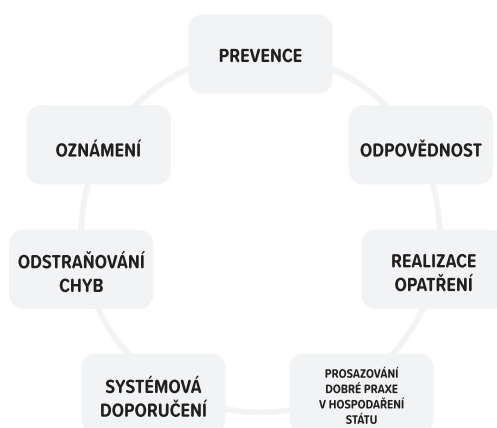 PREVENCE
OZNÁMENÍ
ODPOVĚDNOST
ODSTRAŇOVÁNÍ
CHYB
REALIZACE
OPATŘENÍ
SYSTÉMOVÁ
DOPORUČENÍ
PROSAZOVÁNÍ
DOBRÉ PRAXE
V HOSPODAŘENÍ
STÁTU